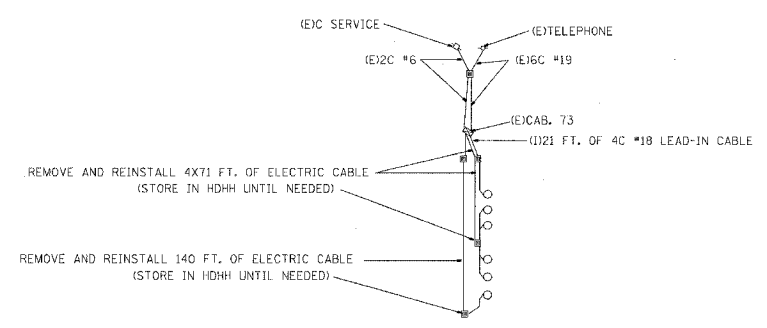 (E)C SERVICE
(E)TELEPHONE
(E)2C #6
(E)6C #19
(E)CAB. 73
(I)21 FT. OF 4C #18 LEAD-IN CABLE
REMOVE AND REINSTALL 4X71 FT. OF ELECTRIC CABLE
(STORE IN HDHH UNTIL NEEDED)
REMOVE AND REINSTALL 140 FT. OF ELECTRIC CABLE
(STORE IN HDHH UNTIL NEEDED)